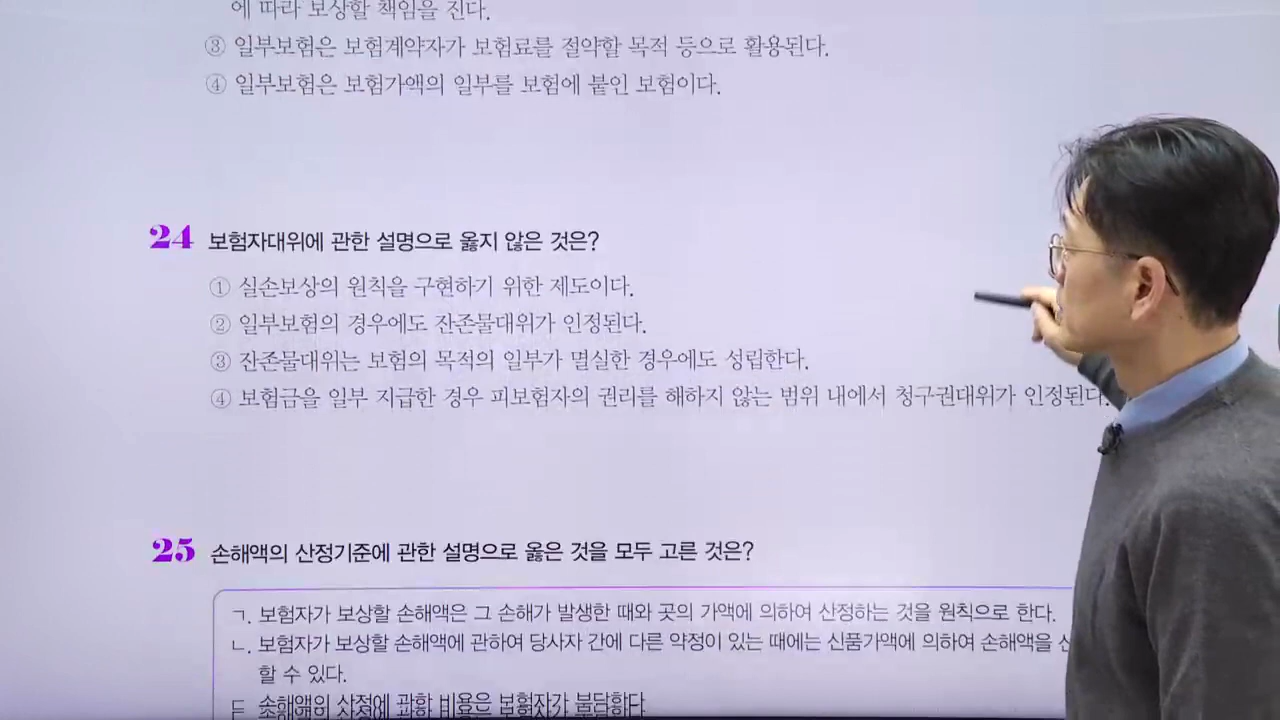 에 따라 보상할 책임을 진다.
③ 일부보험은 보험계약자가 보험료를 절약할 목적 등으로 활용된다.
④ 일부보험은 보험가액의 일부를 보험에 붙인 보험이다.
24 보험자대위에 관한 설명으로 옳지 않은 것은?
① 실손보상의 원칙을 구현하기 위한 제도이다.
② 일부보험의 경우에도 잔존물대위가 인정된다.
③ 잔존물대위는 보험의 목적의 일부가 멸실한 경우에도 성립한다.
④ 보험금을 일부 지급한 경우 피보험자의 권리를 해하지 않는 범위 내에서 청구권대위가 인정된다.
25 손해액의 산정기준에 관한 설명으로 옳은 것을 모두 고른 것은?
ㄱ. 보험자가 보상할 손해액은 그 손해가 발생한 때와 곳의 가액에 의하여 산정하는 것을 원칙으로 한다.
ㄴ. 보험자가 보상할 손해액에 관하여 당사자 간에 다른 약정이 있는 때에는 신품가액에 의하여 손해액을
할 수 있다.
ㄷ 손해액의 산정에 관한 비용은 보험자가 부담한다